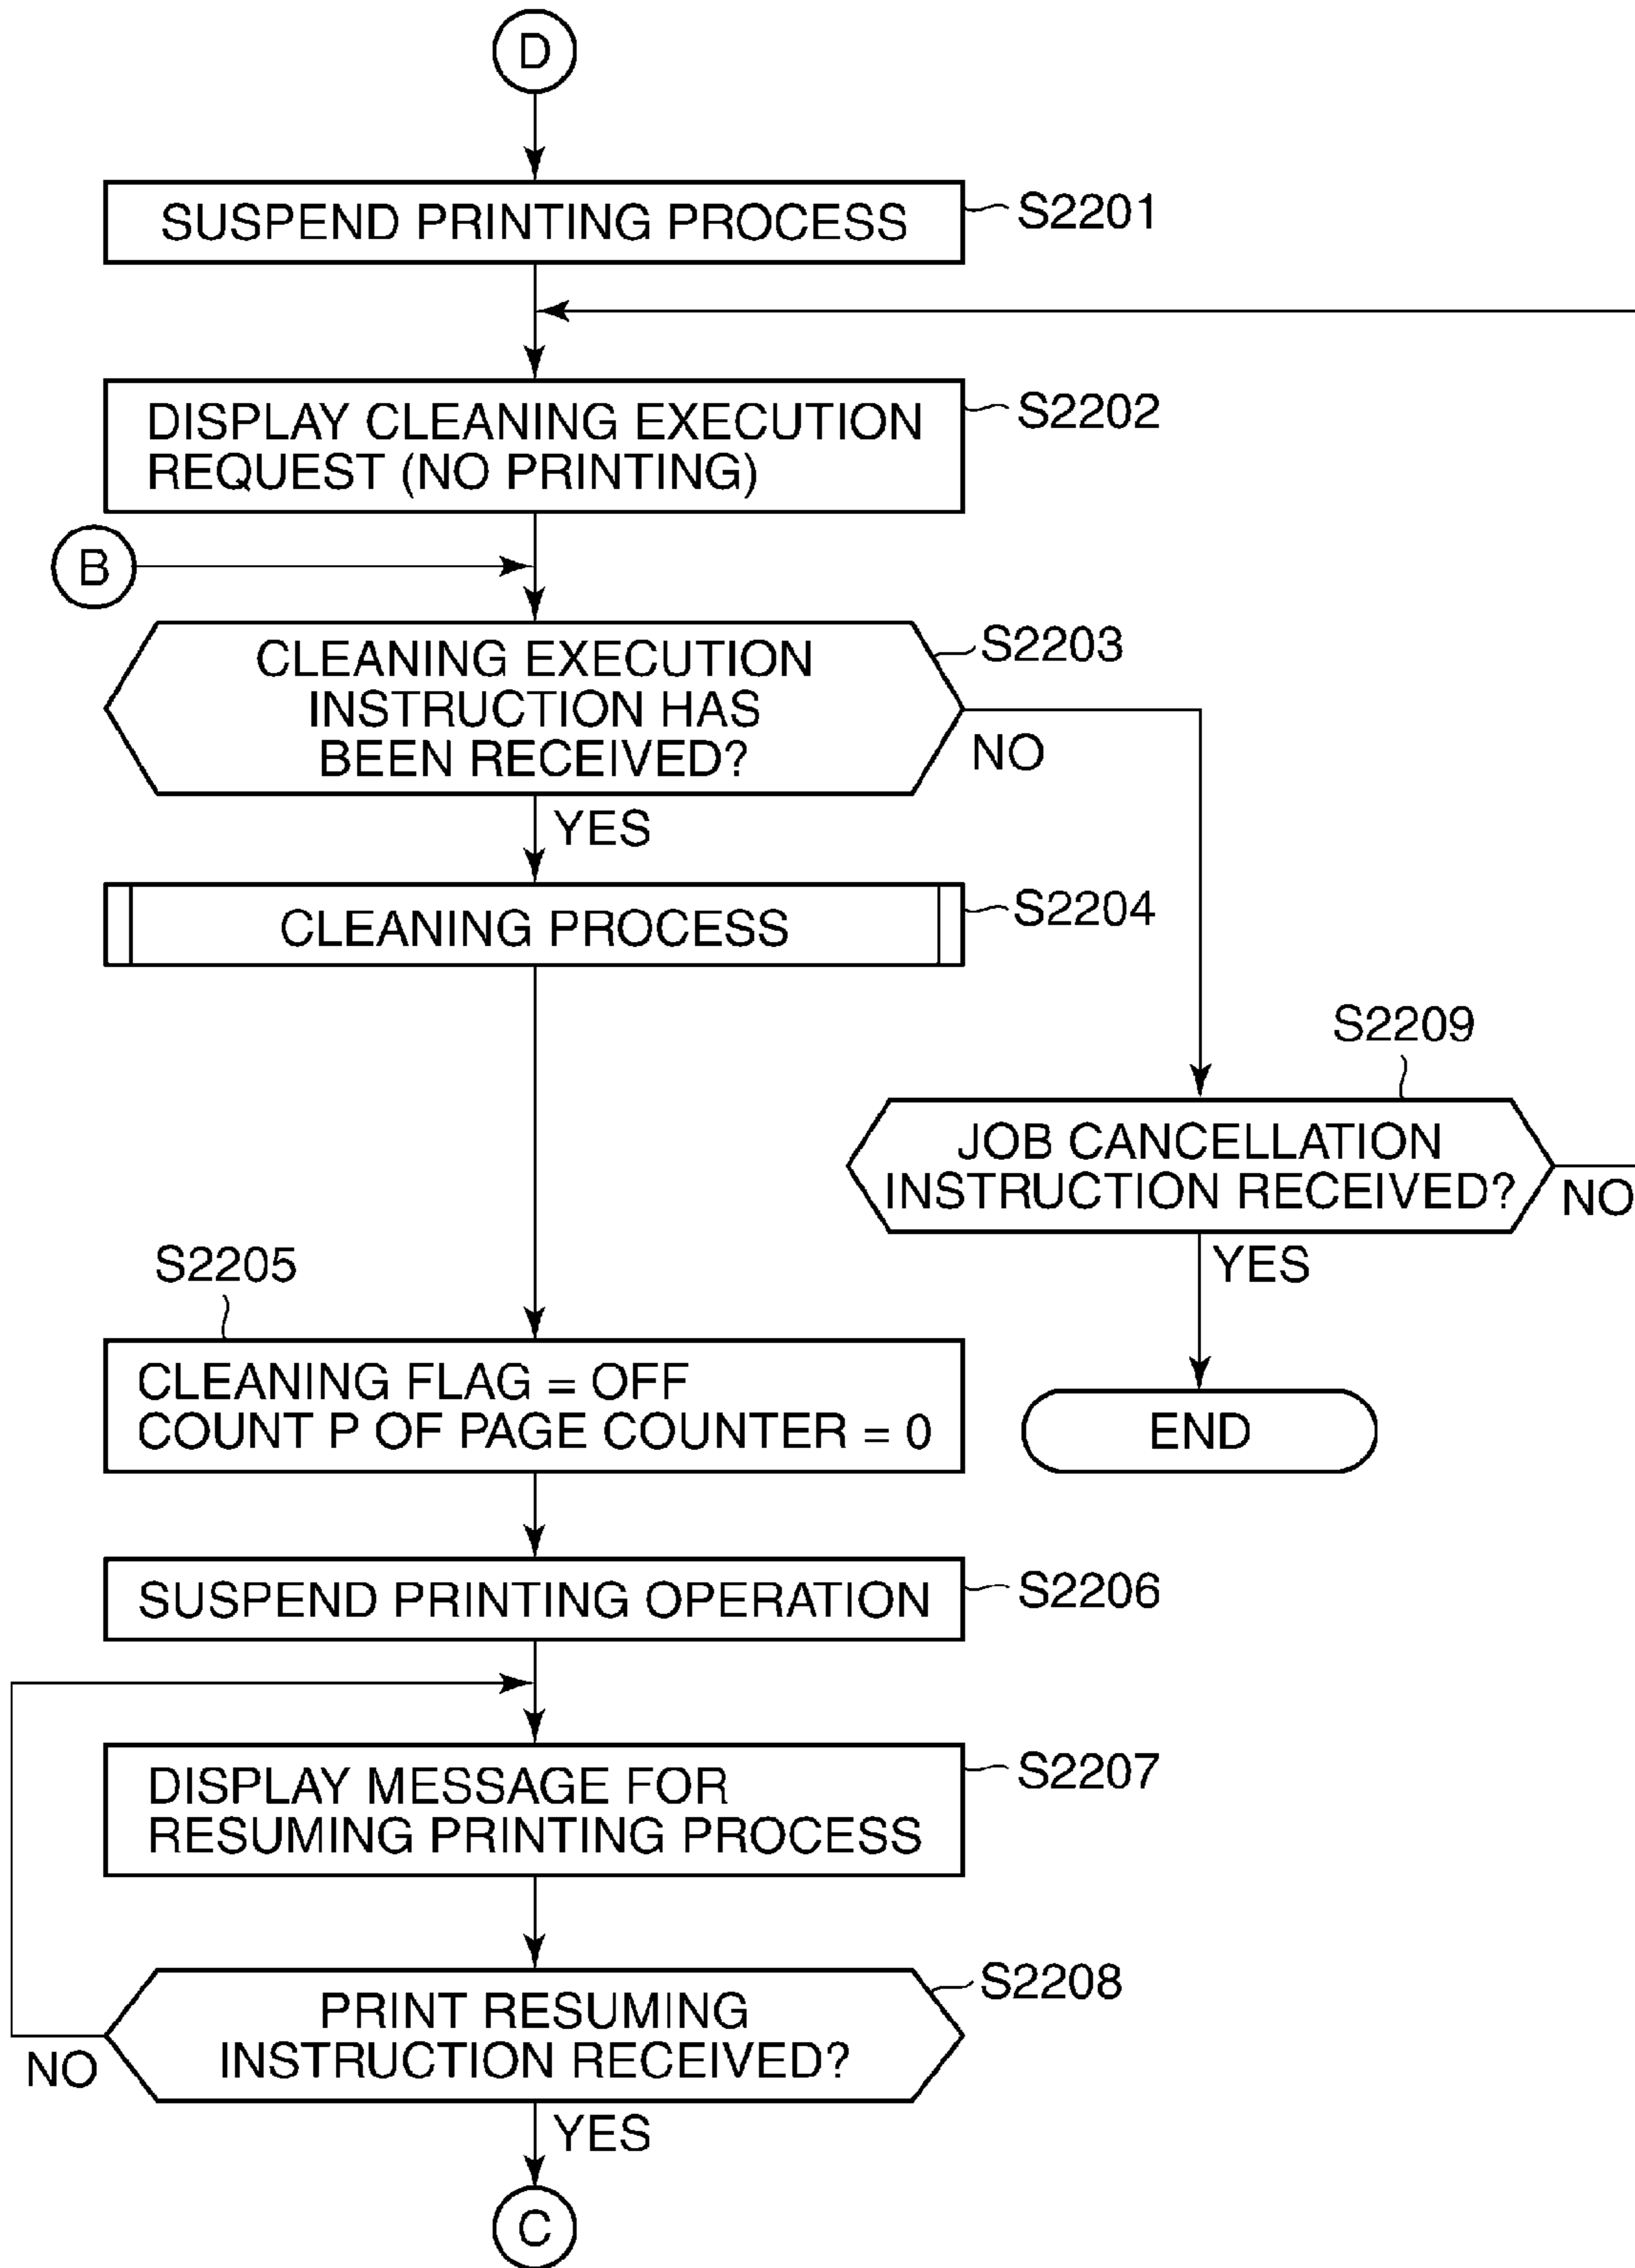 D
SUSPEND PRINTING PROCESS
S2201
DISPLAY CLEANING EXECUTION
REQUEST (NO PRINTING)
S2202
B
CLEANING EXECUTION
INSTRUCTION HAS
BEEN RECEIVED?
S2203
NO
YES
CLEANING PROCESS
S2204
S2209
JOB CANCELLATION
INSTRUCTION RECEIVED?
NO
YES
END
S2205
CLEANING FLAG = OFF
COUNT P OF PAGE COUNTER = 0
SUSPEND PRINTING OPERATION
S2206
DISPLAY MESSAGE FOR
RESUMING PRINTING PROCESS
S2207
PRINT RESUMING
INSTRUCTION RECEIVED?
S2208
NO
YES
C